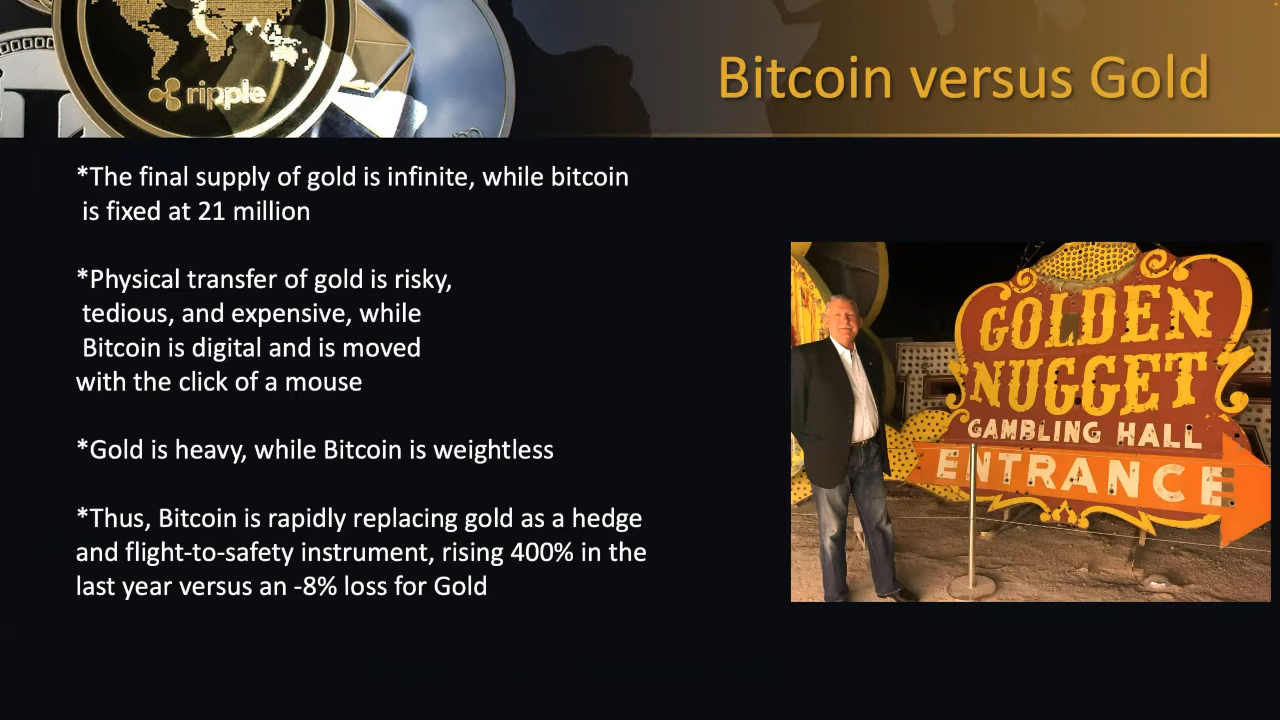 ripple
Bitcoin versus Gold
*The final supply of gold is infinite, while bitcoin
is fixed at 21 million
*Physical transfer of gold is risky,
tedious, and expensive, while
Bitcoin is digital and is moved
with the click of a mouse
*Gold is heavy, while Bitcoin is weightless
*Thus, Bitcoin is rapidly replacing gold as a hedge
and flight-to-safety instrument, rising 400% in the
last year versus an -8% loss for Gold
GOLDEN
NUGGET
GAMBLING HALL
ENTRANCE